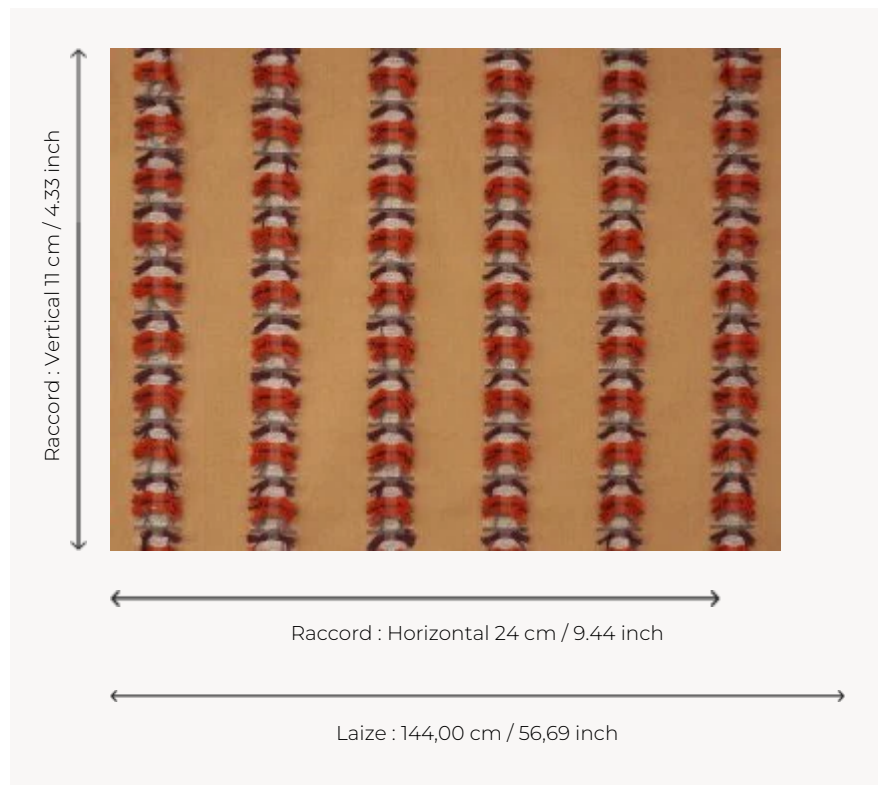 Raccord : Vertical 11 cm / 4.33 inch
Raccord : Horizontal 24 cm / 9.44 inch
Laize : 144,00 cm / 56,69 inch